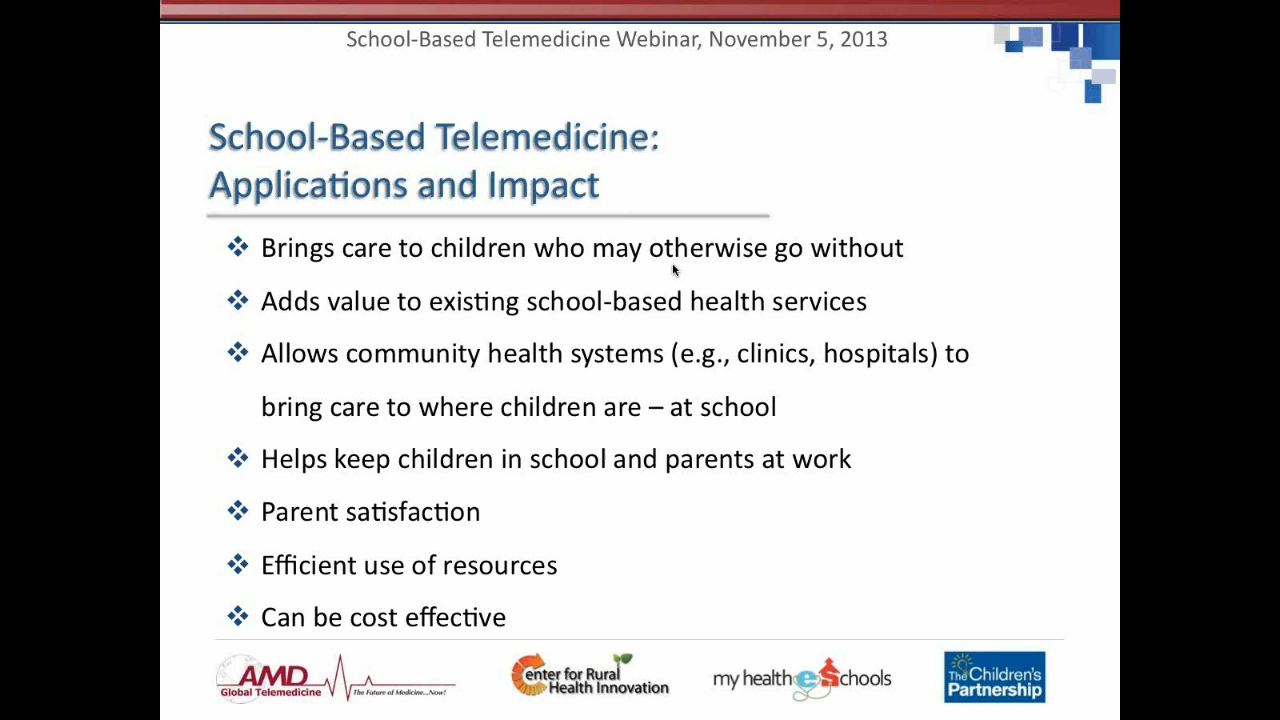 School-Based Telemedicine Webinar, November 5, 2013
School-Based Telemedicine:
Applications and Impact
❖ Brings care to children who may otherwise go without
❖ Adds value to existing school-based health services
❖ Allows community health systems (e.g., clinics, hospitals) to
bring care to where children are – at school
❖ Helps keep children in school and parents at work
❖ Parent satisfaction
❖ Efficient use of resources
❖ Can be cost effective
AMD
Global Telemedicine
The Future of Medicine...Now!
Center for Rural
Health Innovation
my health e Schools
The Children's
Partnership